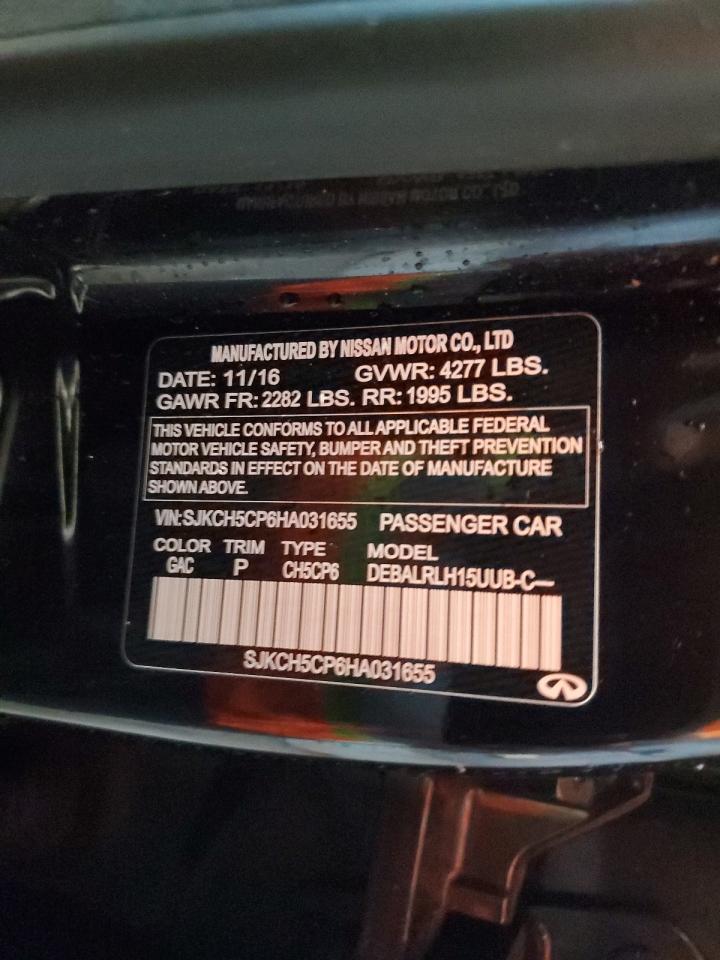 MANUFACTURED BY NISSAN MOTOR CO., LTD
DATE: 11/16 GVWR: 4277 LBS.
GAWR FR: 2282 LBS. RR: 1995 LBS.
THIS VEHICLE CONFORMS TO ALL APPLICABLE FEDERAL
MOTOR VEHICLE SAFETY, BUMPER AND THEFT PREVENTION
STANDARDS IN EFFECT ON THE DATE OF MANUFACTURE
SHOWN ABOVE.
VIN:SJKCH5CP6HA031655 PASSENGER CAR
COLOR TRIM TYPE MODEL
GAC P CH5CP6 DEBALRLH15UUB-C—
SJKCH5CP6HA031655